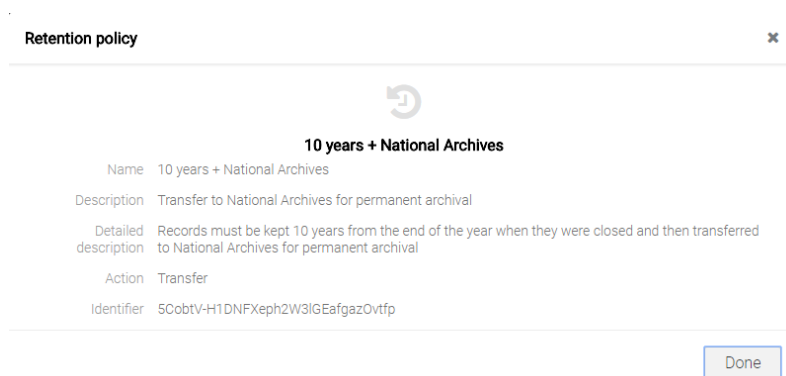 Retention policy ×
10 years + National Archives
Name 10 years + National Archives
Description Transfer to National Archives for permanent archival
Detailed description Records must be kept 10 years from the end of the year when they were closed and then transferred
to National Archives for permanent archival
Action Transfer
Identifier 5CobtV-H1DNFXeph2W3lGEafgazOvtfp
Done